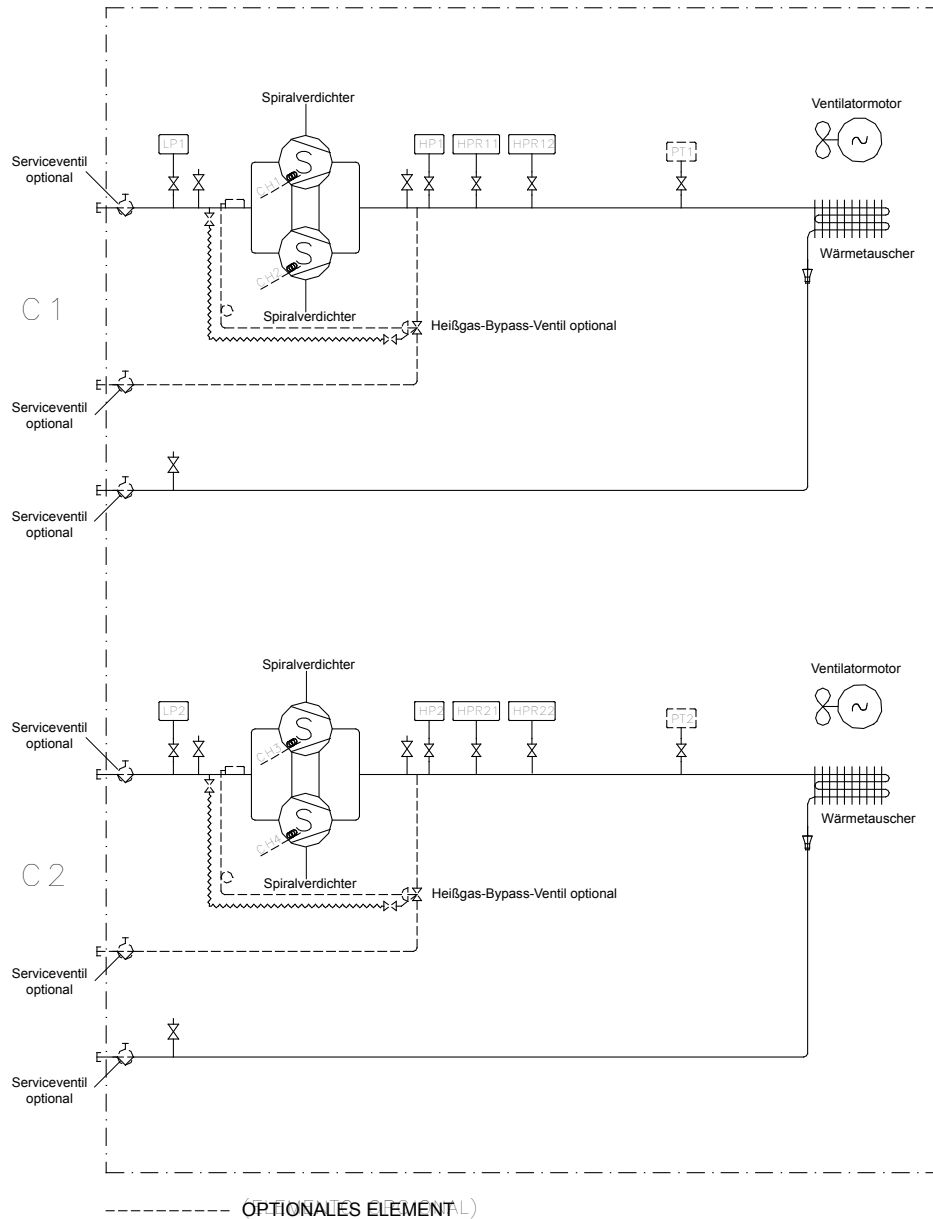 Spiralverdichter
Ventilatormotor
LP1
HP1
HPR11
HPR12
PT1
Serviceventil
optional
S
CH1
S
CH2
Wärmetauscher
C1
Spiralverdichter
Heißgas-Bypass-Ventil optional
Serviceventil
optional
Serviceventil
optional
Spiralverdichter
Ventilatormotor
LP2
HP2
HPR21
HPR22
PT2
Serviceventil
optional
S
CH3
S
CH4
Wärmetauscher
C2
Spiralverdichter
Heißgas-Bypass-Ventil optional
Serviceventil
optional
Serviceventil
optional
OPTIONALES ELEMENT